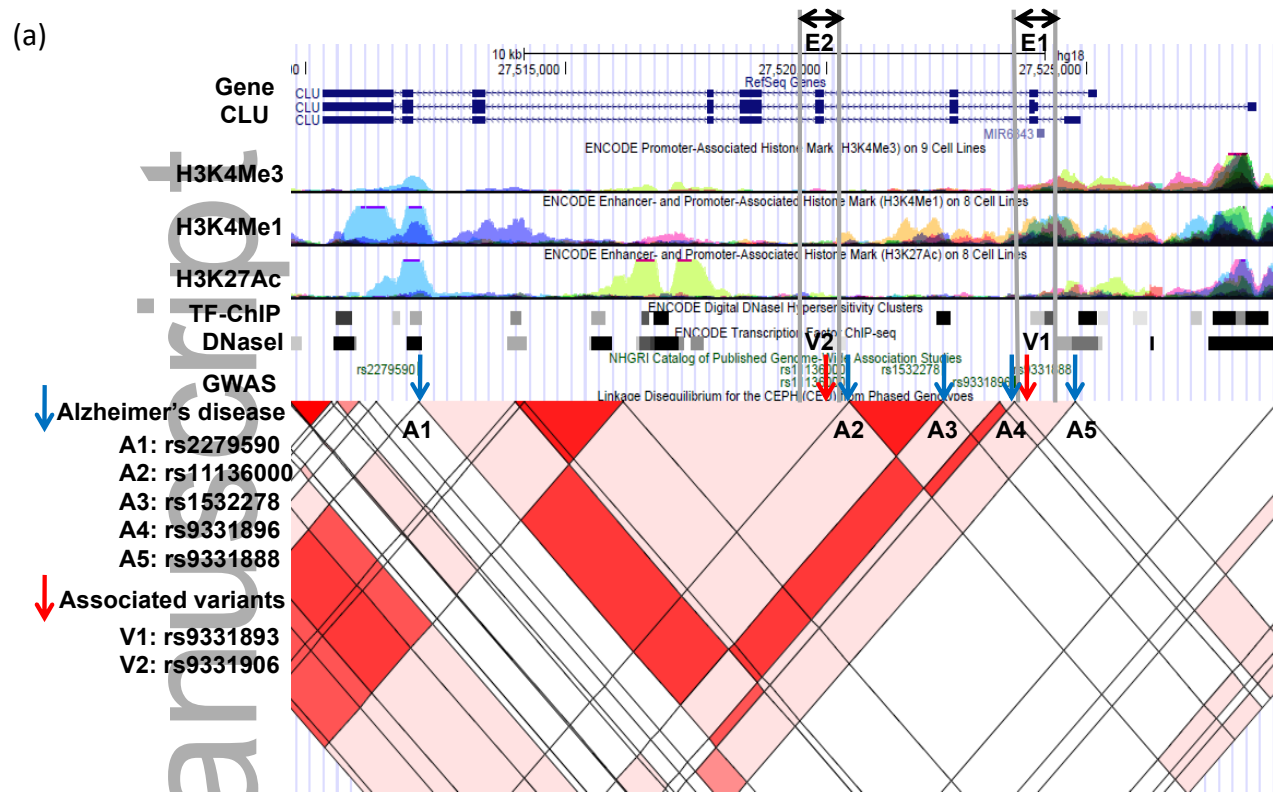 (a)
E2
E1
10 kb
hg18
00
27,515,000
27,520,000
27,525,000
RefSeq Genes
Gene
CLU
CLU
CLU
CLU
MIR6843
ENCODE Promoter-Associated Histone Mark (H3K4Me3) on 9 Cell Lines
H3K4Me3
ENCODE Enhancer- and Promoter-Associated Histone Mark (H3K4Me1) on 8 Cell Lines
H3K4Me1
ENCODE Enhancer- and Promoter-Associated Histone Mark (H3K27Ac) on 8 Cell Lines
H3K27Ac
ENCODE Digital DNaseI Hypersensitivity Clusters
TF-ChIP
ENCODE Transcription Factor ChIP-seq
DNaseI
V2
V1
NHGRI Catalog of Published Genome-Wide Association Studies
rs2279590
rs11136000
rs1532278
rs9331888
rs11136000
rs9331896
GWAS
Linkage Disequilibrium for the CEPH (CEU) from Phased Genotypes
Alzheimer's disease
A1
A2
A3
A4
A5
A1: rs2279590
A2: rs11136000
A3: rs1532278
A4: rs9331896
A5: rs9331888
Associated variants
V1: rs9331893
V2: rs9331906
anuscript